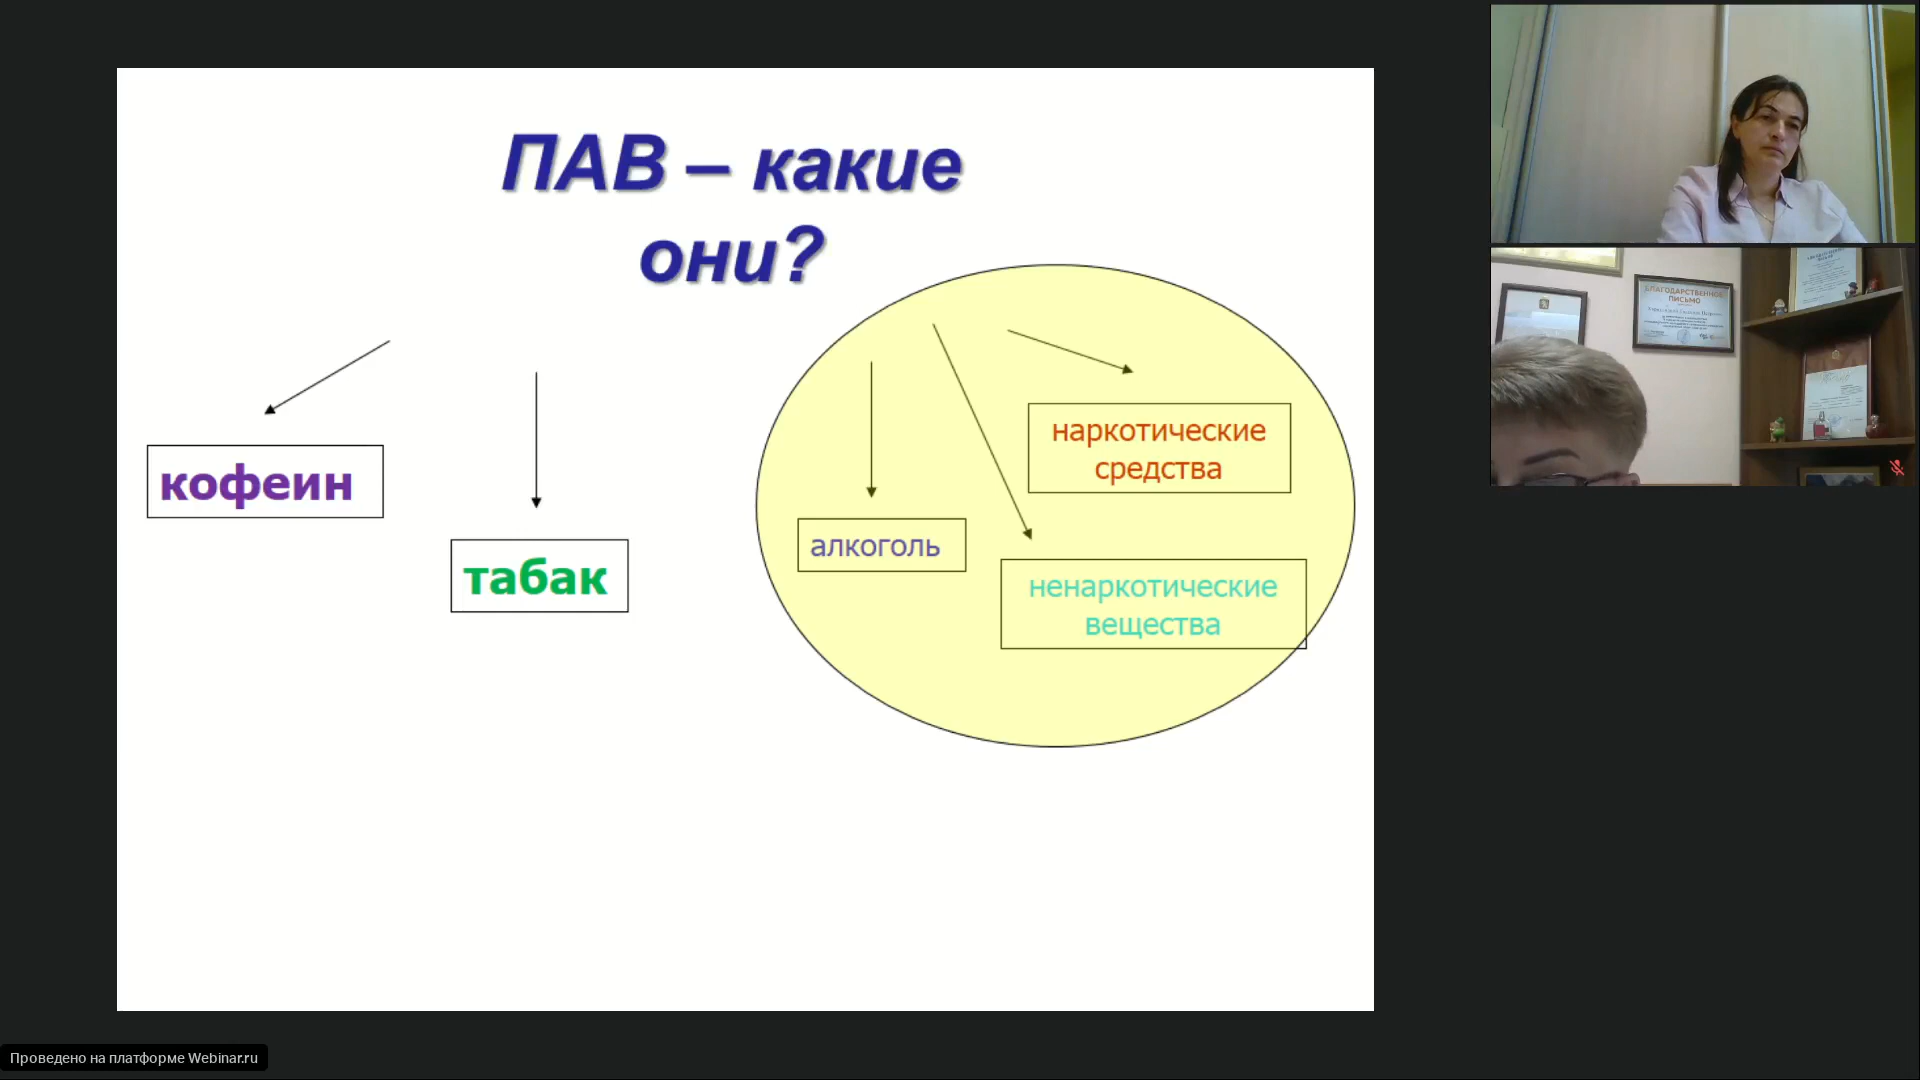 ПАВ – какие
они?
кофеин
табак
алкоголь
наркотические
средства
ненаркотические
вещества
БЛАГОДАРСТВЕННОЕ
ПИСЬМО
Проведено на платформе Webinar.ru